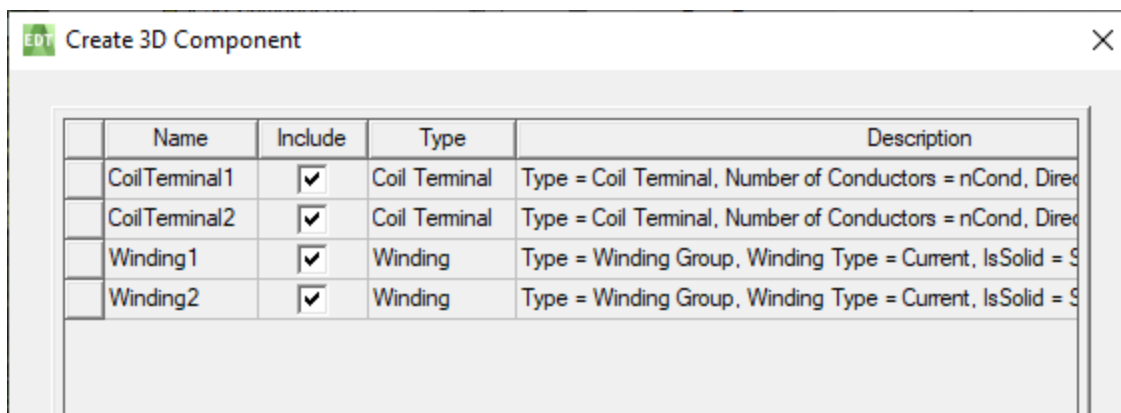 EDT Create 3D Component
Name Include Type Description
CoilTerminal1 Coil Terminal Type = Coil Terminal, Number of Conductors = nCond, Direc
CoilTerminal2 Coil Terminal Type = Coil Terminal, Number of Conductors = nCond, Direc
Winding1 Winding Type = Winding Group, Winding Type = Current, IsSolid = S
Winding2 Winding Type = Winding Group, Winding Type = Current, IsSolid = S